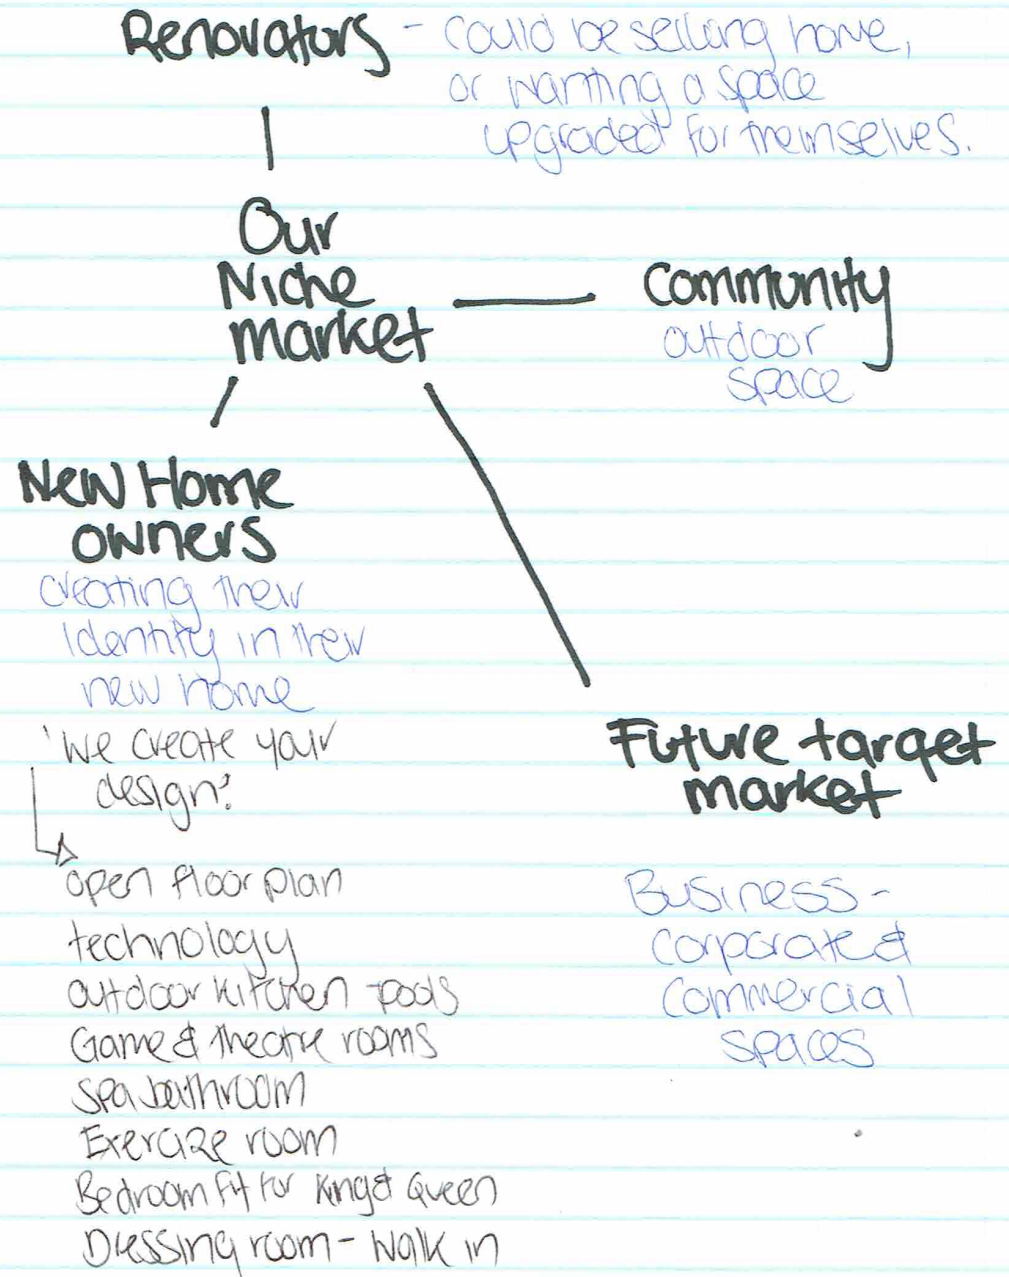 Renovators - could be selling home,
or wanting a space
upgraded for themselves.
Our
Niche
market
Community
outdoor
space
New Home
owners
creating their
Identity in their
new home
'We create your
design'
open floor plan
technology
outdoor kitchen - pools
Game & theatre rooms
Spa bathroom
Exercize room
Bedroom fit for King & Queen
Dressing room - Walk in
Future target
market
Business -
Corporate &
Commercial
spaces